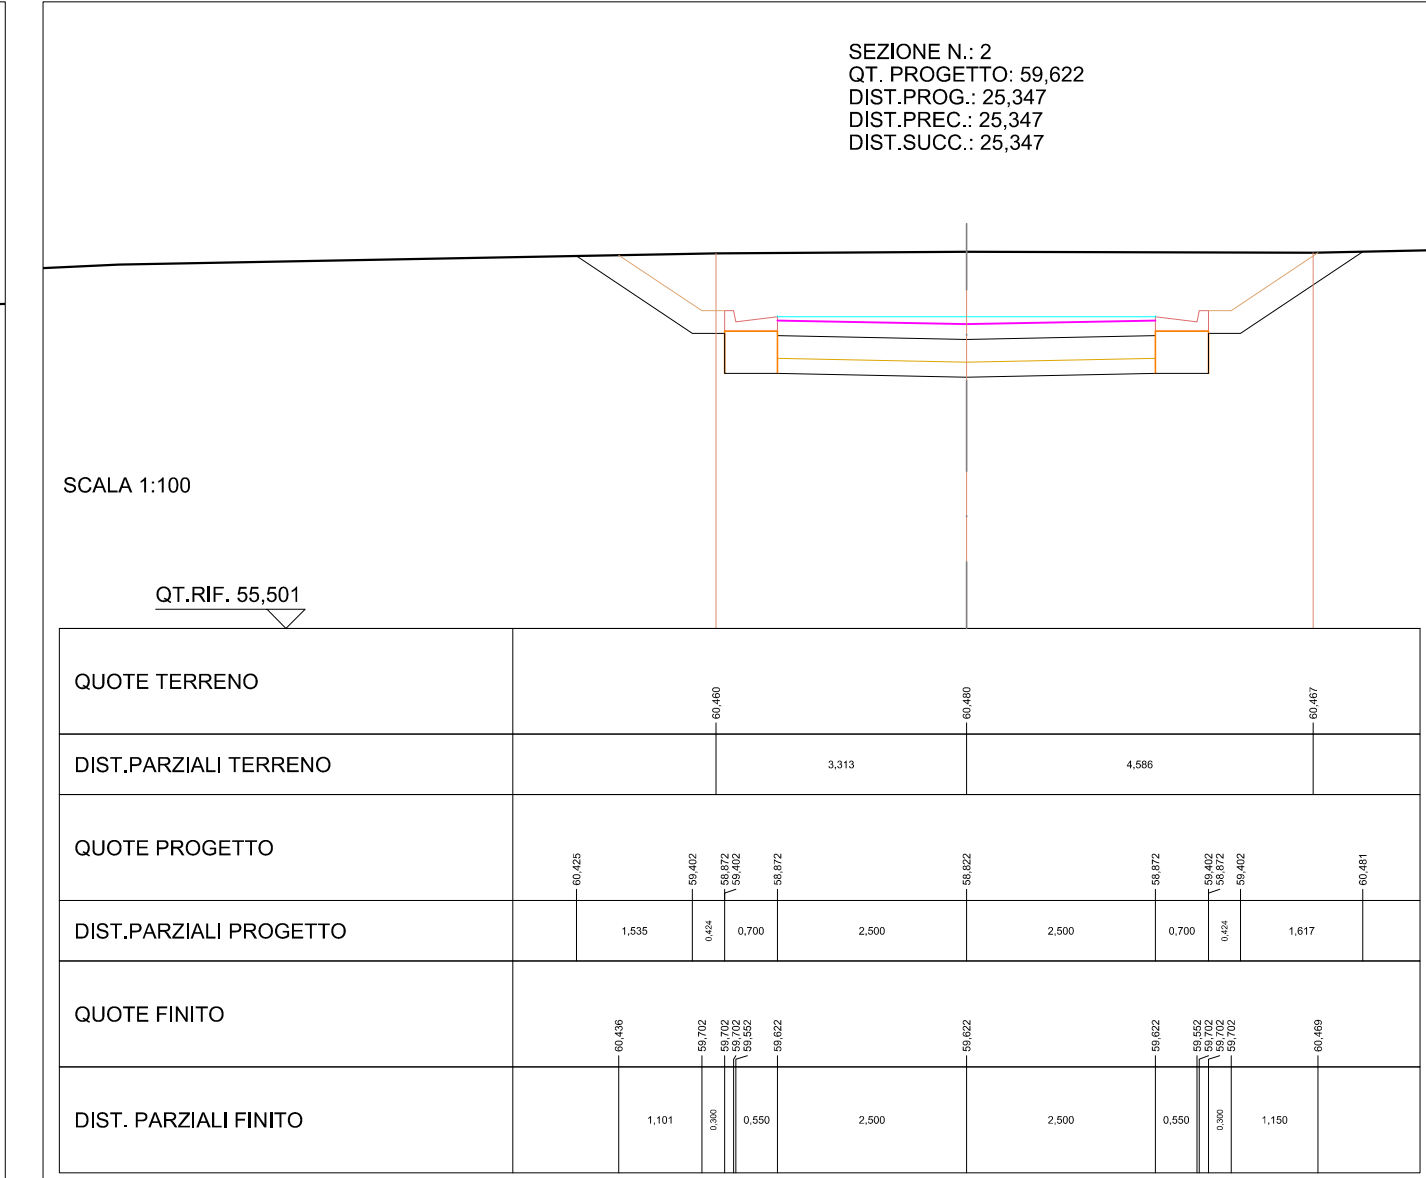 SEZIONE N.: 2
QT. PROGETTO: 59,622
DIST.PROG.: 25,347
DIST.PREC.: 25,347
DIST.SUCC.: 25,347
SCALA 1:100
QT.RIF. 55,501
QUOTE TERRENO
60,460 60,480 60,467
DIST.PARZIALI TERRENO
3,313 4,586
QUOTE PROGETTO
60,425 59,402 58,872 59,402 58,872 58,822 58,872 59,402 58,872 59,402 60,481
DIST.PARZIALI PROGETTO
1,535 0,424 0,700 2,500 2,500 0,700 0,424 1,617
QUOTE FINITO
60,436 59,702 59,702 59,702 59,552 59,622 59,622 59,622 59,552 59,702 59,702 59,702 60,469
DIST. PARZIALI FINITO
1,101 0,300 0,550 2,500 2,500 0,550 0,300 1,150